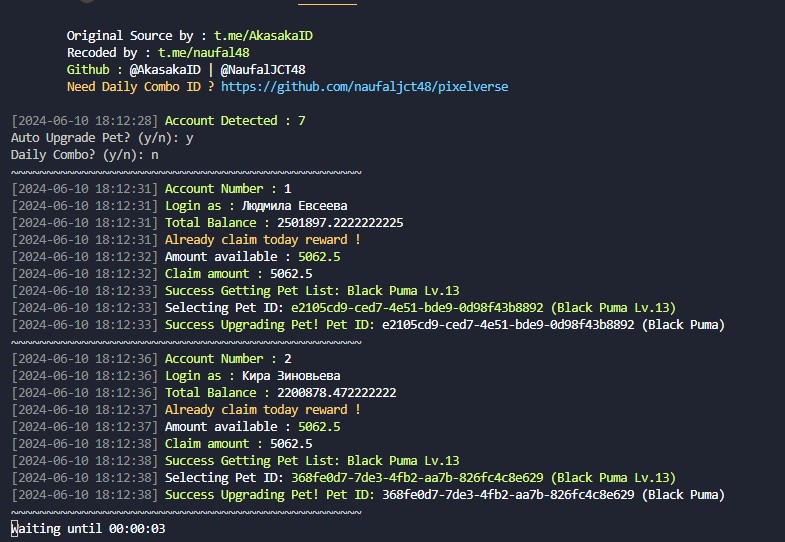 Original Source by : t.me/AkasakaID
Recoded by : t.me/naufal48
Github : @AkasakaID | @NaufalJCT48
Need Daily Combo ID ? https://github.com/naufaljct48/pixelverse
[2024-06-10 18:12:28] Account Detected : 7
Auto Upgrade Pet? (y/n): y
Daily Combo? (y/n): n
~~~~~~~~~~~~~~~~~~~~~~~~~~~~~~~~~~~~~~~~~~~~~~~~~~
[2024-06-10 18:12:31] Account Number : 1
[2024-06-10 18:12:31] Login as : Людмила Евсеева
[2024-06-10 18:12:31] Total Balance : 2501897.2222222225
[2024-06-10 18:12:31] Already claim today reward !
[2024-06-10 18:12:32] Amount available : 5062.5
[2024-06-10 18:12:32] Claim amount : 5062.5
[2024-06-10 18:12:33] Success Getting Pet List: Black Puma Lv.13
[2024-06-10 18:12:33] Selecting Pet ID: e2105cd9-ced7-4e51-bde9-0d98f43b8892 (Black Puma Lv.13)
[2024-06-10 18:12:33] Success Upgrading Pet! Pet ID: e2105cd9-ced7-4e51-bde9-0d98f43b8892 (Black Puma)
~~~~~~~~~~~~~~~~~~~~~~~~~~~~~~~~~~~~~~~~~~~~~~~~~~
[2024-06-10 18:12:36] Account Number : 2
[2024-06-10 18:12:36] Login as : Кира Зиновьева
[2024-06-10 18:12:36] Total Balance : 2200878.472222222
[2024-06-10 18:12:37] Already claim today reward !
[2024-06-10 18:12:37] Amount available : 5062.5
[2024-06-10 18:12:38] Claim amount : 5062.5
[2024-06-10 18:12:38] Success Getting Pet List: Black Puma Lv.13
[2024-06-10 18:12:38] Selecting Pet ID: 368fe0d7-7de3-4fb2-aa7b-826fc4c8e629 (Black Puma Lv.13)
[2024-06-10 18:12:38] Success Upgrading Pet! Pet ID: 368fe0d7-7de3-4fb2-aa7b-826fc4c8e629 (Black Puma)
~~~~~~~~~~~~~~~~~~~~~~~~~~~~~~~~~~~~~~~~~~~~~~~~~~
Waiting until 00:00:03